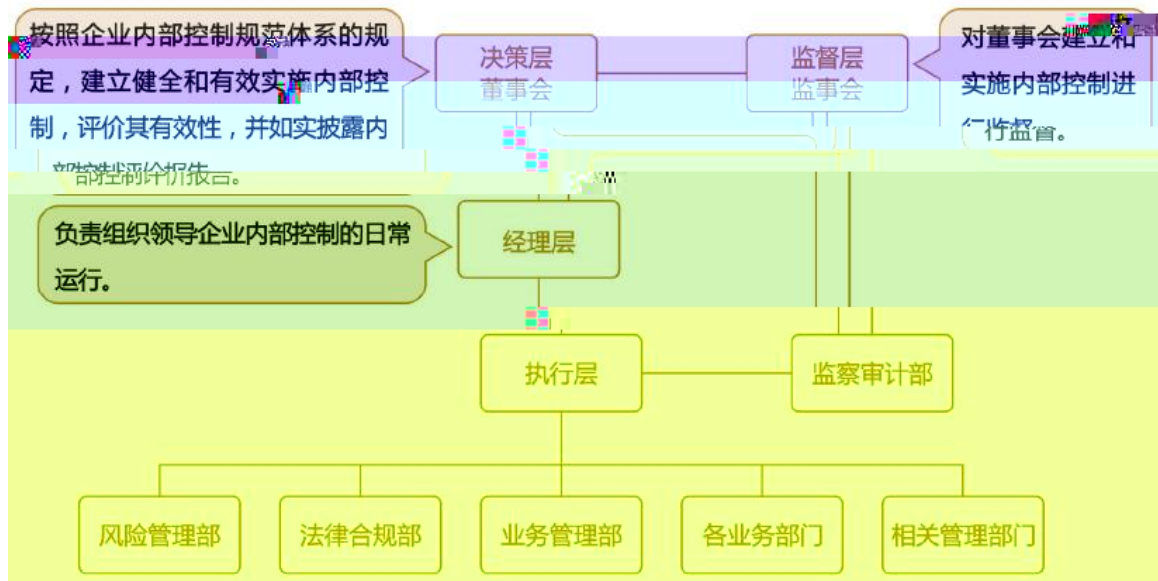 按照企业内部控制规范体系的规
定，建立健全和有效实施内部控
制，评价其有效性，并如实披露内
部控制评价报告。
决策层
董事会
监督层
监事会
对董事会建立和
实施内部控制进
行监督。
负责组织领导企业内部控制的日常
运行。
经理层
执行层
监察审计部
风险管理部
法律合规部
业务管理部
各业务部门
相关管理部门